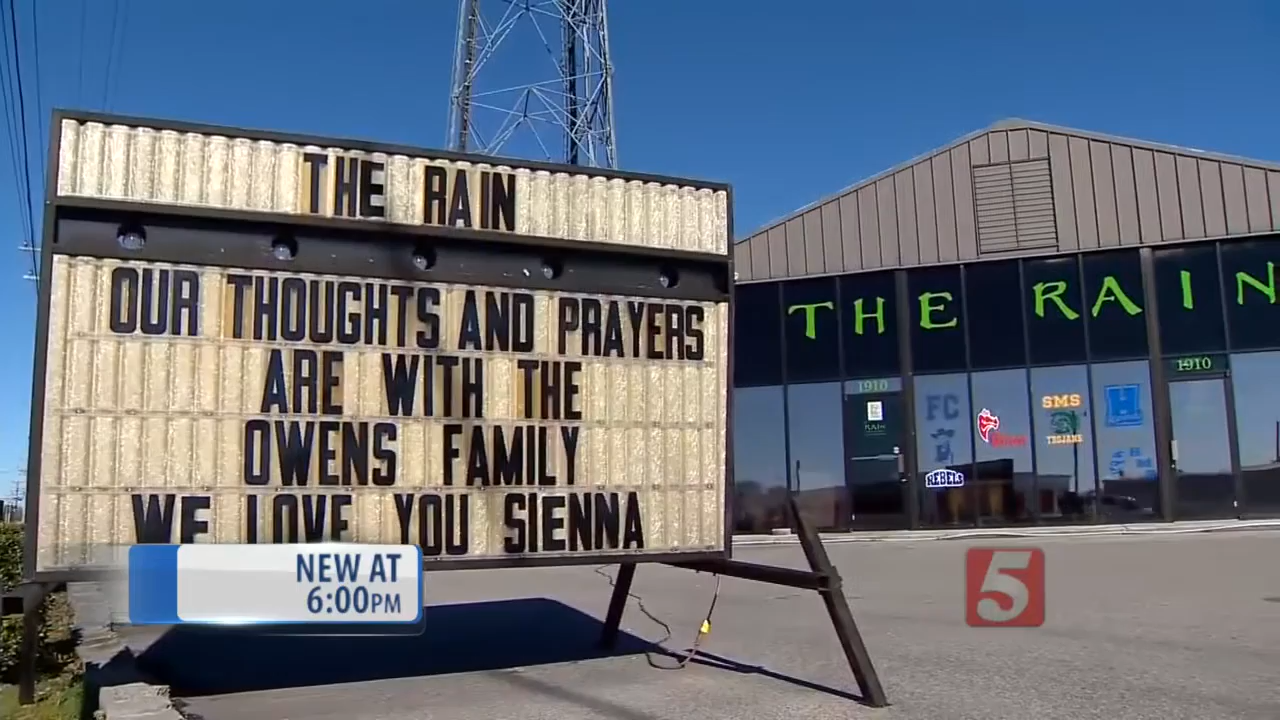 THE RAIN
OUR THOUGHTS AND PRAYERS
ARE WITH THE
OWENS FAMILY
WE LOVE YOU SIENNA
THE RAIN
1910
1910
FC
REBELS
SMS
TROJANS
H
RAIN
NEW AT
6:00PM
5